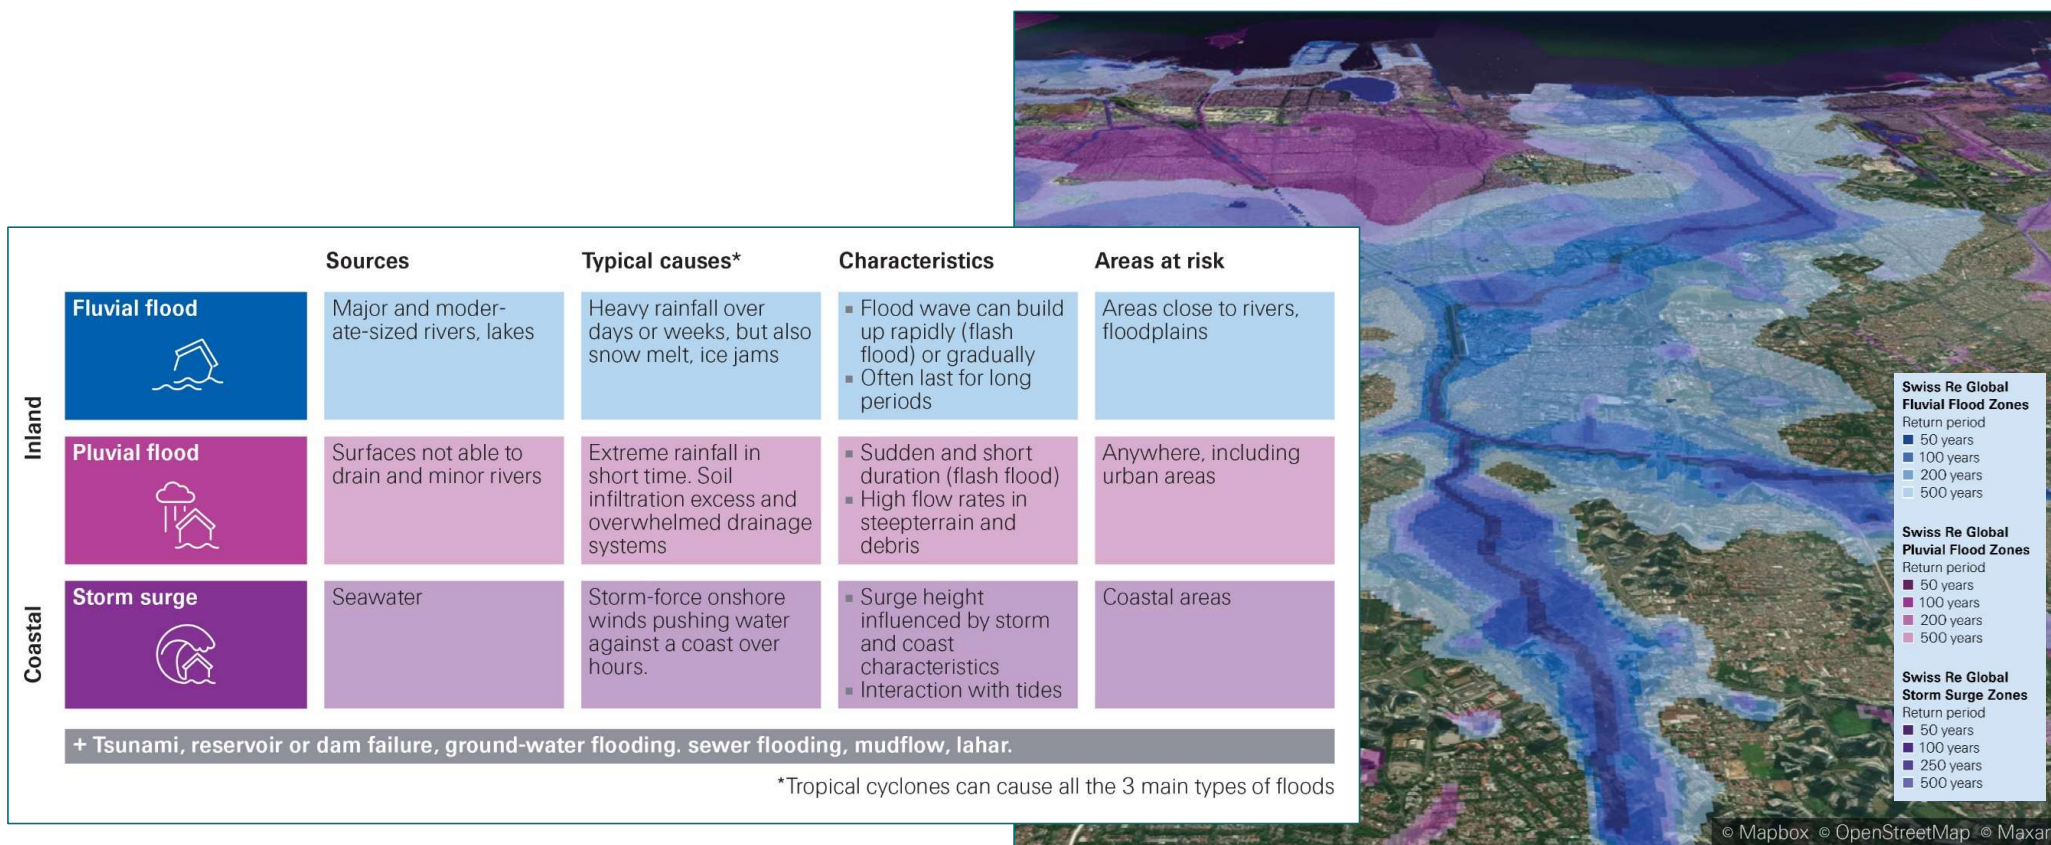 Sources
Typical causes*
Characteristics
Areas at risk
Inland
Fluvial flood
Major and moder-
ate-sized rivers, lakes
Heavy rainfall over
days or weeks, but also
snow melt, ice jams
▪ Flood wave can build
up rapidly (flash
flood) or gradually
▪ Often last for long
periods
Areas close to rivers,
floodplains
Pluvial flood
Surfaces not able to
drain and minor rivers
Extreme rainfall in
short time. Soil
infiltration excess and
overwhelmed drainage
systems
▪ Sudden and short
duration (flash flood)
▪ High flow rates in
steepterrain and
debris
Anywhere, including
urban areas
Coastal
Storm surge
Seawater
Storm-force onshore
winds pushing water
against a coast over
hours.
▪ Surge height
influenced by storm
and coast
characteristics
▪ Interaction with tides
Coastal areas
+ Tsunami, reservoir or dam failure, ground-water flooding. sewer flooding, mudflow, lahar.
*Tropical cyclones can cause all the 3 main types of floods
Swiss Re Global
Fluvial Flood Zones
Return period
50 years
100 years
200 years
500 years
Swiss Re Global
Pluvial Flood Zones
Return period
50 years
100 years
200 years
500 years
Swiss Re Global
Storm Surge Zones
Return period
50 years
100 years
250 years
500 years
© Mapbox © OpenStreetMap © Maxar